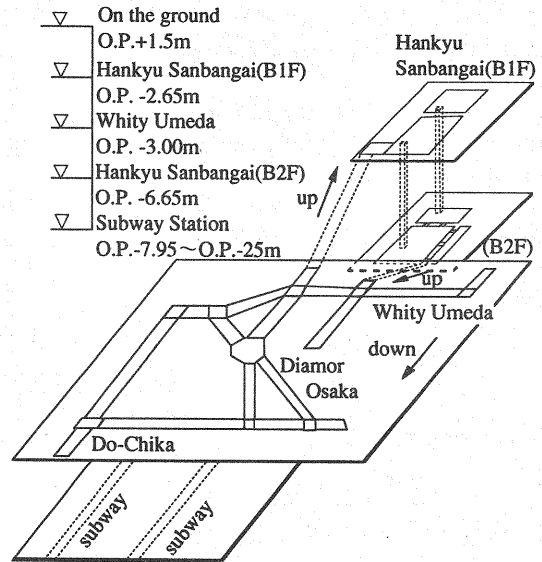 On the ground
O.P.+1.5m
Hankyu Sanbangai(B1F)
O.P. -2.65m
Whity Umeda
O.P. -3.00m
Hankyu Sanbangai(B2F)
O.P. -6.65m
Subway Station
O.P.-7.95～O.P.-25m
Hankyu
Sanbangai(B1F)
up
(B2F)
up
Whity Umeda
down
Diamor
Osaka
Do-Chika
subway
subway